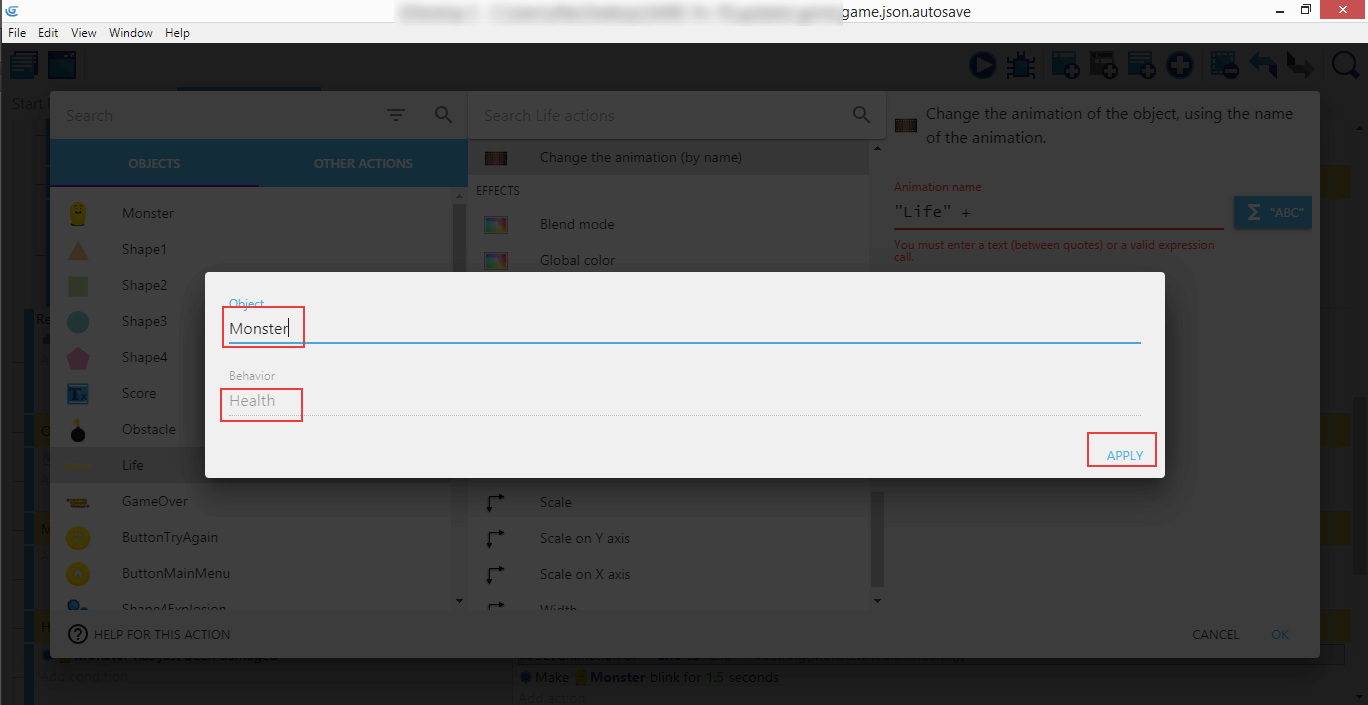 game.json.autosave
File Edit View Window Help
Start
Search
Search Life actions
Change the animation of the object, using the name
of the animation.
OBJECTS
OTHER ACTIONS
Change the animation (by name)
EFFECTS
Blend mode
Global color
Animation name
"Life" +
Σ "ABC"
You must enter a text (between quotes) or a valid expression
call.
Monster
Shape1
Shape2
Shape3
Shape4
Score
Obstacle
Life
GameOver
ButtonTryAgain
ButtonMainMenu
Shape4Explosion
Re
Object
Monster
Behavior
Health
APPLY
Scale
Scale on Y axis
Scale on X axis
Width
? HELP FOR THIS ACTION
CANCEL
OK
Add condition
Make Monster blink for 1.5 seconds
Add action